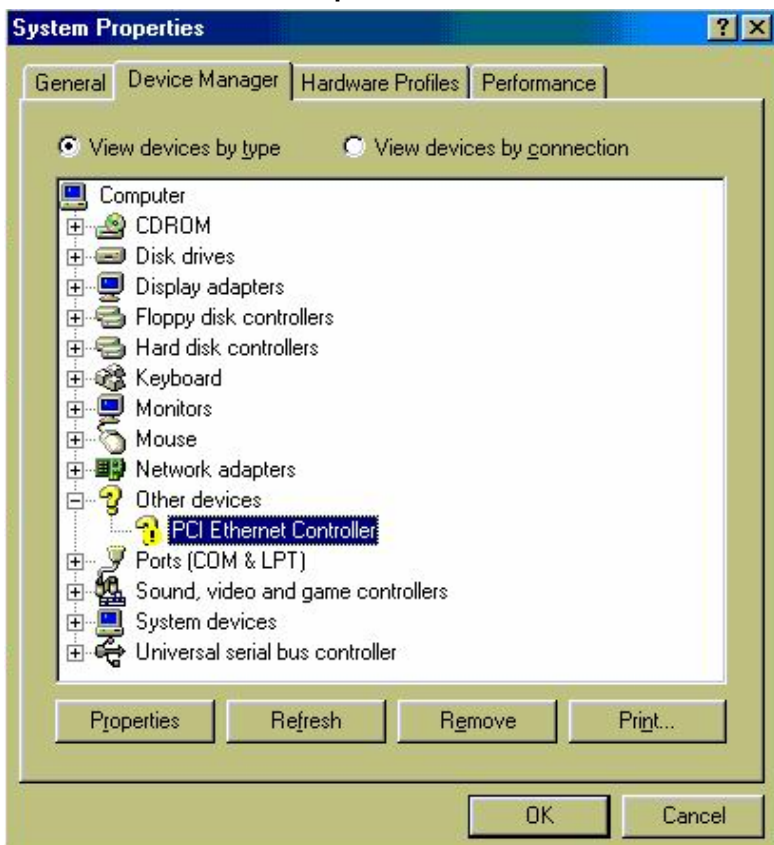 System Properties
General Device Manager Hardware Profiles Performance
View devices by type View devices by connection
Computer
CDROM
Disk drives
Display adapters
Floppy disk controllers
Hard disk controllers
Keyboard
Monitors
Mouse
Network adapters
Other devices
PCI Ethernet Controller
Ports (COM & LPT)
Sound, video and game controllers
System devices
Universal serial bus controller
Properties Refresh Remove Print...
OK Cancel